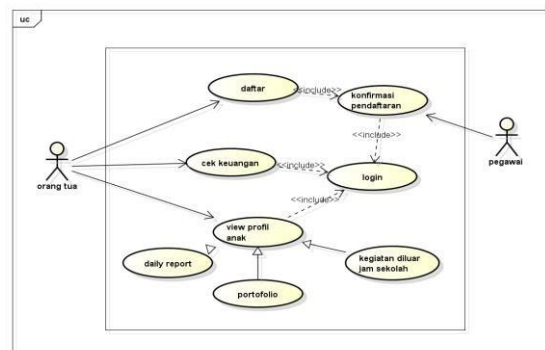 uc
daftar
<<include>>
konfirmasi
pendaftaran
<<include>>
orang tua
cek keuangan
<<include>>
login
pegawai
<<include>>
view profil
anak
daily report
portofolio
kegiatan diluar
jam sekolah